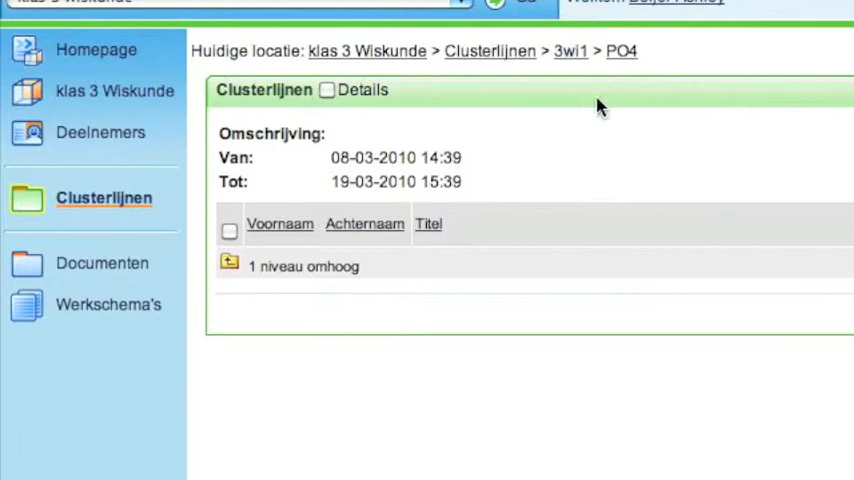 Homepage
klas 3 Wiskunde
Deelnemers
Clusterlijnen
Documenten
Werkschema's
Huidige locatie: klas 3 Wiskunde > Clusterlijnen > 3wi1 > PO4
Clusterlijnen Details
Omschrijving:
Van: 08-03-2010 14:39
Tot: 19-03-2010 15:39
Voornaam Achternaam Titel
1 niveau omhoog